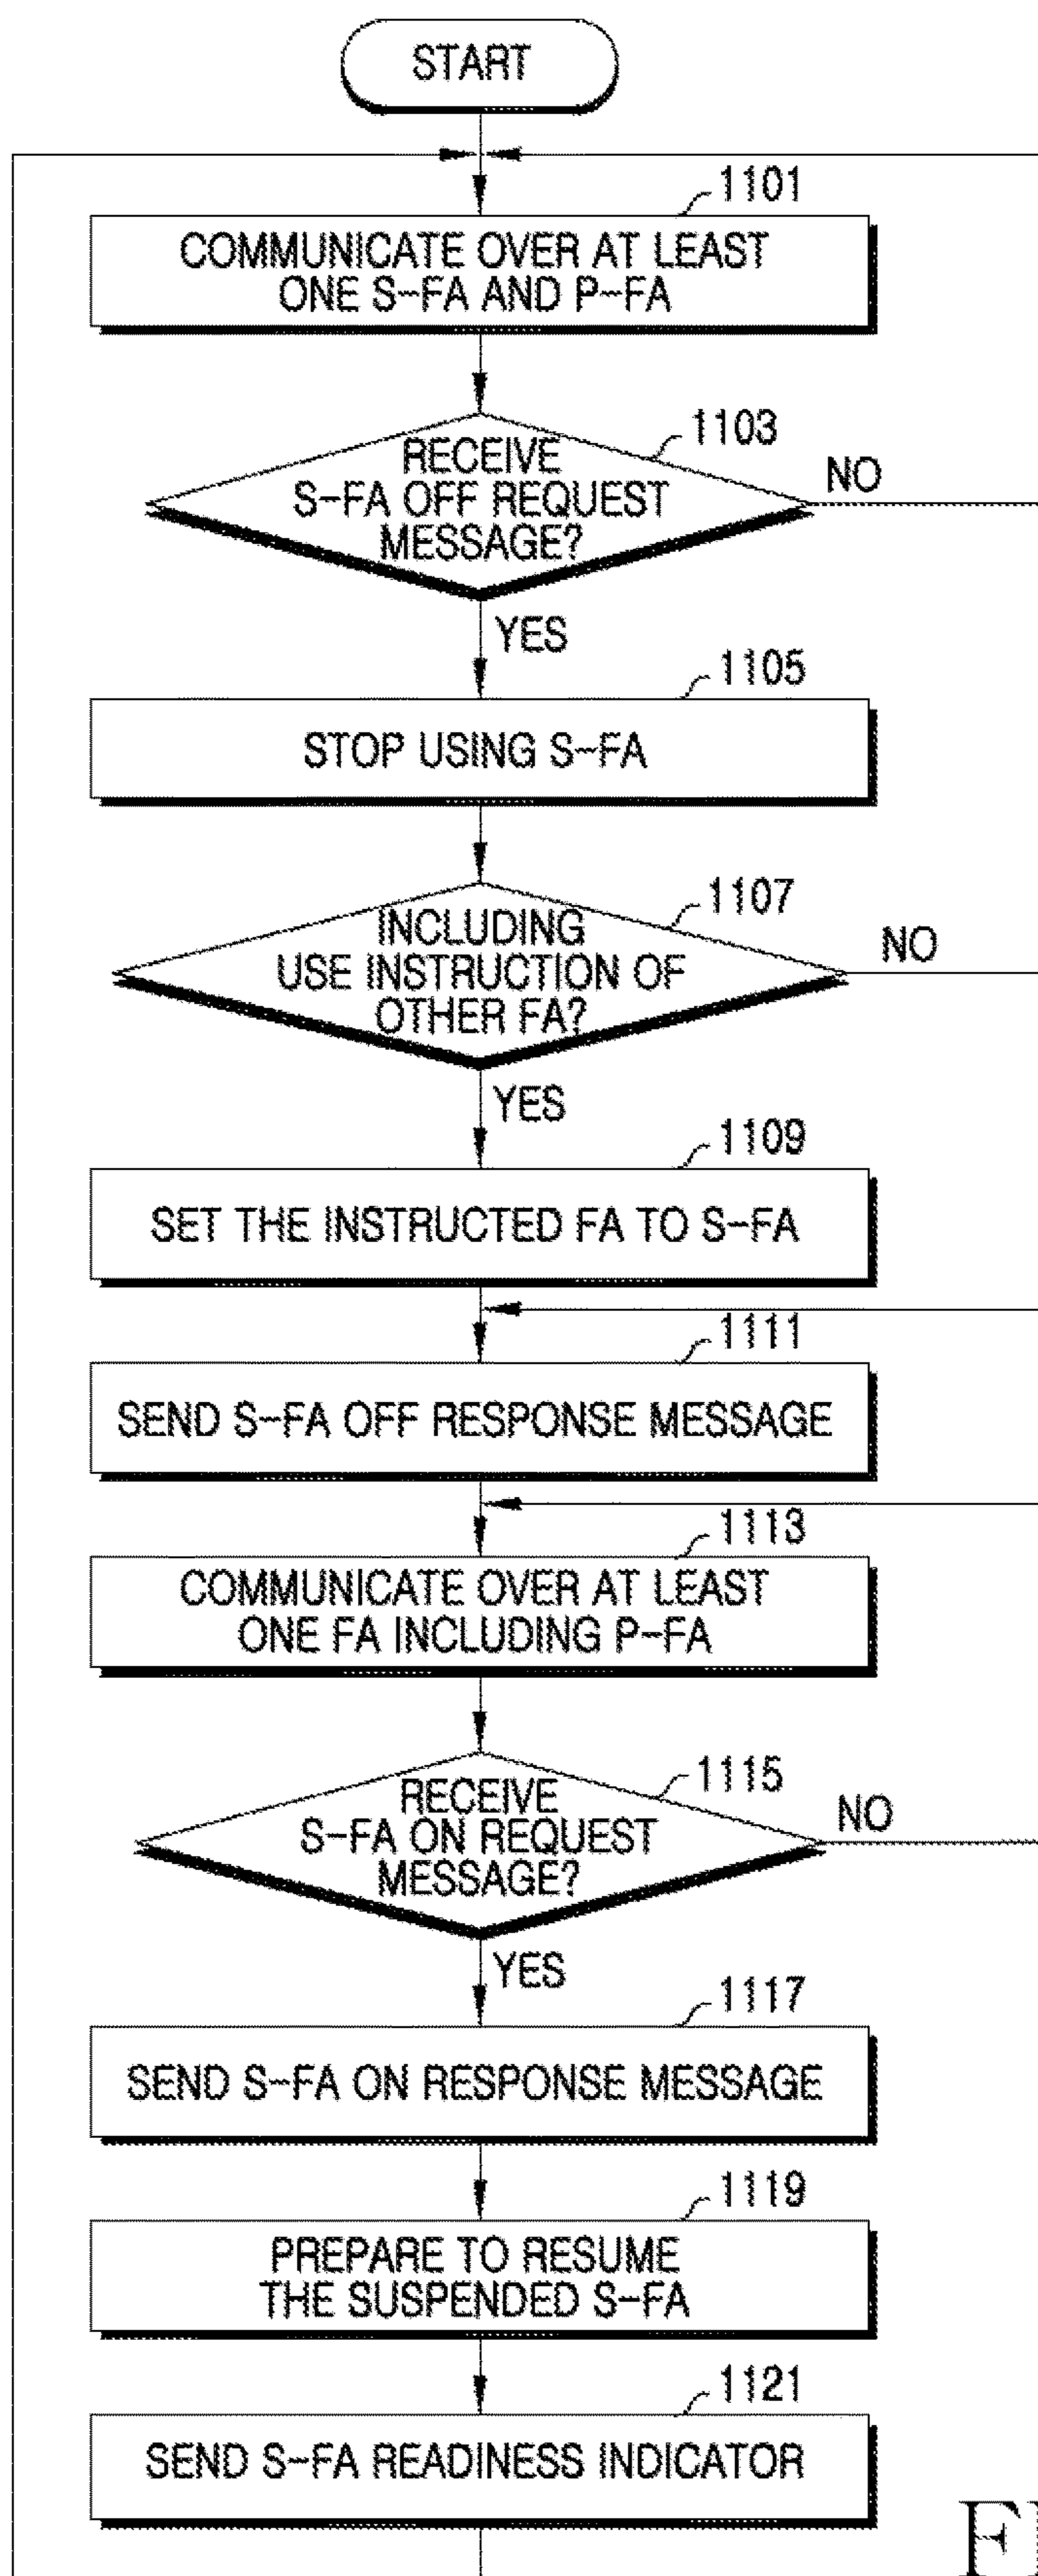 START
1101
COMMUNICATE OVER AT LEAST
ONE S-FA AND P-FA
1103
RECEIVE
S-FA OFF REQUEST
MESSAGE?
NO
YES
1105
STOP USING S-FA
1107
INCLUDING
USE INSTRUCTION OF
OTHER FA?
NO
YES
1109
SET THE INSTRUCTED FA TO S-FA
1111
SEND S-FA OFF RESPONSE MESSAGE
1113
COMMUNICATE OVER AT LEAST
ONE FA INCLUDING P-FA
1115
RECEIVE
S-FA ON REQUEST
MESSAGE?
NO
YES
1117
SEND S-FA ON RESPONSE MESSAGE
1119
PREPARE TO RESUME
THE SUSPENDED S-FA
1121
SEND S-FA READINESS INDICATOR